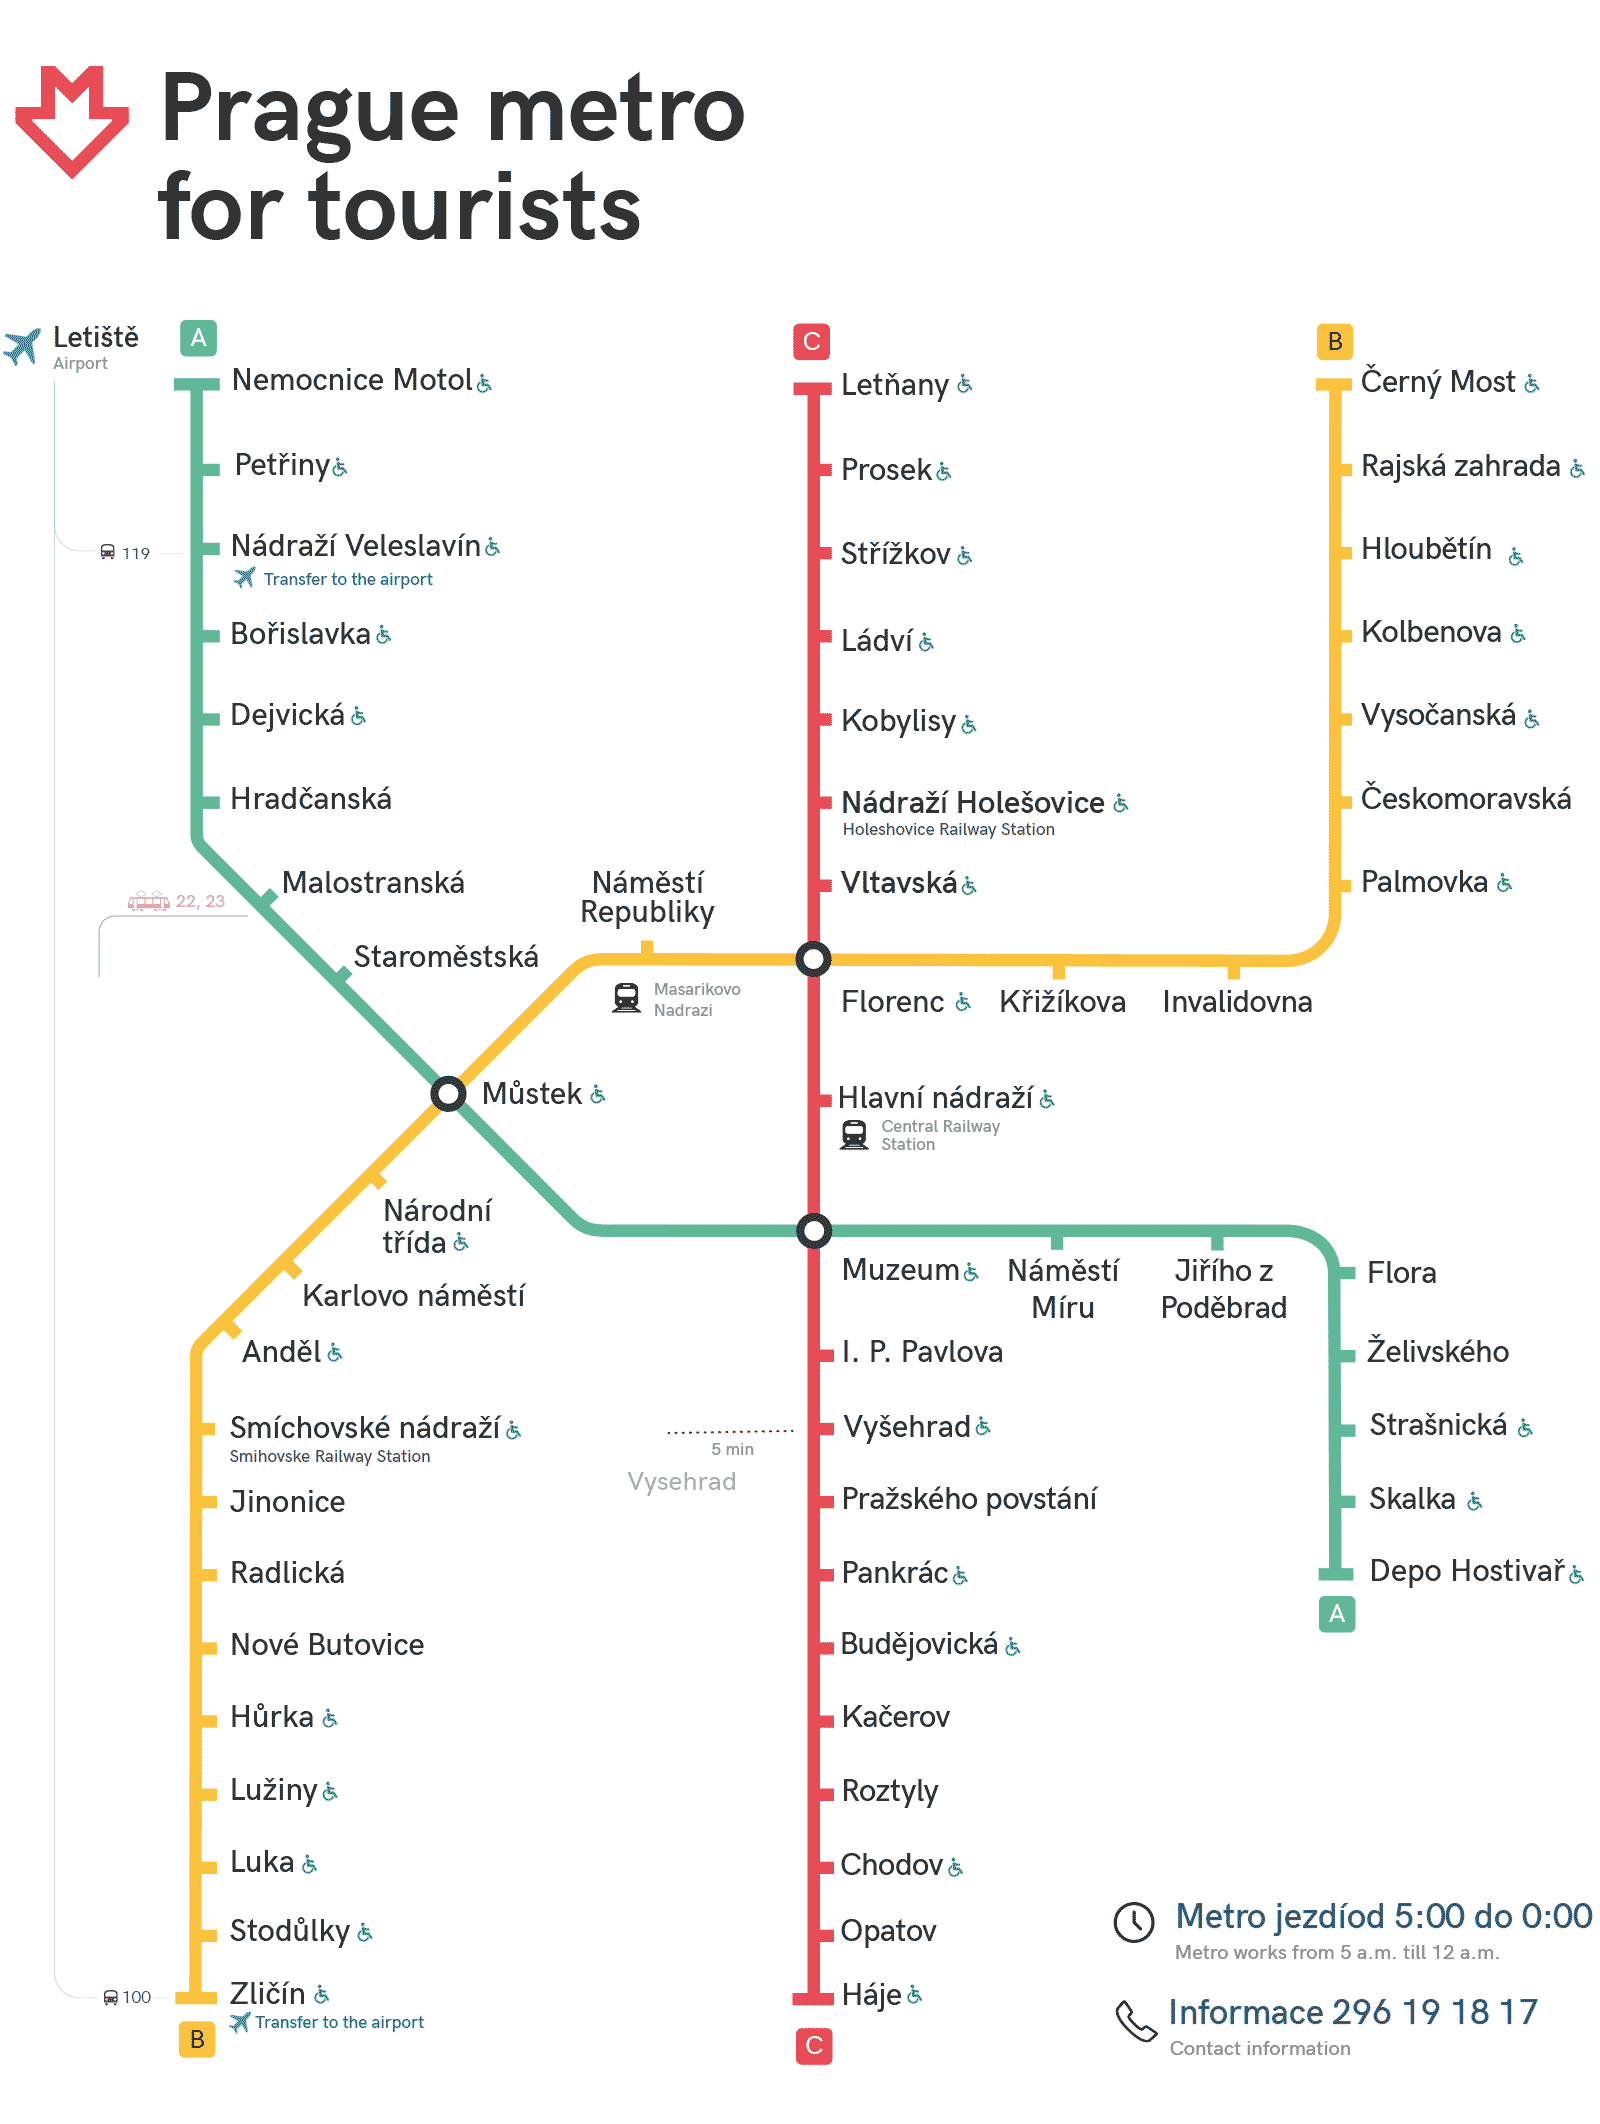 Prague metro
for tourists
Letiště
Airport
A
Nemocnice Motol
Petřiny
119
Nádraží Veleslavín
Transfer to the airport
Bořislavka
Dejvická
Hradčanská
Malostranská
22, 23
Staroměstská
Můstek
C
Letňany
Prosek
Střížkov
Ládví
Kobylisy
Nádraží Holešovice
Holeshovice Railway Station
Vltavská
B
Černý Most
Rajská zahrada
Hloubětín
Kolbenova
Vysočanská
Českomoravská
Palmovka
Náměstí
Republiky
Masarikovo
Nadrazi
Florenc
Křižíkova
Invalidovna
Hlavní nádraží
Central Railway
Station
Národní
třída
Karlovo náměstí
Anděl
Smíchovské nádraží
Smihovske Railway Station
Jinonice
Radlická
Nové Butovice
Hůrka
Lužiny
Luka
Stodůlky
100
Zličín
Transfer to the airport
B
Muzeum
Náměstí
Míru
Jiřího z
Poděbrad
Flora
Želivského
Strašnická
Skalka
Depo Hostivař
A
I. P. Pavlova
Vyšehrad
5 min
Vysehrad
Pražského povstání
Pankrác
Budějovická
Kačerov
Roztyly
Chodov
Opatov
Háje
C
Metro jezdíod 5:00 do 0:00
Metro works from 5 a.m. till 12 a.m.
Informace 296 19 18 17
Contact information